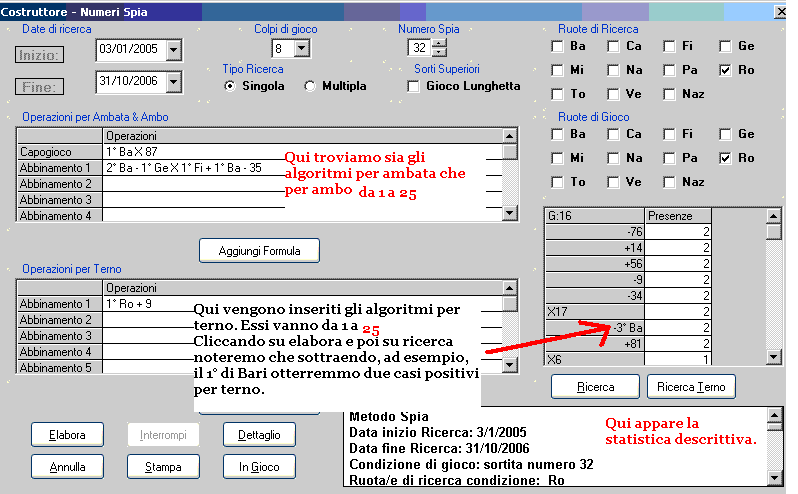 Costruttore - Numeri Spia
Date di ricerca
Inizio:
03/01/2005
Fine:
31/10/2006
Colpi di gioco
8
Numero Spia
32
Tipo Ricerca
Singola
Multipla
Sorti Superiori
Gioco Lunghetta
Ruote di Ricerca
Ba Ca Fi Ge
Mi Na Pa Ro
To Ve Naz
Ruote di Gioco
Ba Ca Fi Ge
Mi Na Pa Ro
To Ve Naz
Operazioni per Ambata & Ambo
Operazioni
Capogioco 1° Ba X 87
Abbinamento 1 2° Ba - 1° Ge X 1° Fi + 1° Ba - 35
Abbinamento 2
Abbinamento 3
Abbinamento 4
Qui troviamo sia gli
algoritmi per ambata che
per ambo da 1 a 25
Aggiungi Formula
Operazioni per Terno
Operazioni
Abbinamento 1 1° Ro + 9
Abbinamento 2
Abbinamento 3
Abbinamento 4
Abbinamento 5
Qui vengono inseriti gli algoritmi per
terno. Essi vanno da 1 a 25
Cliccando su elabora e poi su ricerca
noteremo che sottraendo, ad esempio,
il 1° di Bari otterremmo due casi positivi
per terno.
G:16 Presenze
-76 2
+14 2
+56 2
-9 2
-34 2
X17 2
-3° Ba 2
+81 2
X6 1
Ricerca
Ricerca Terno
Elabora
Interrompi
Dettaglio
Annulla
Stampa
In Gioco
Metodo Spia
Data inizio Ricerca: 3/1/2005
Data fine Ricerca: 31/10/2006
Condizione di gioco: sortita numero 32
Ruota/e di ricerca condizione: Ro
Qui appare la
statistica descrittiva.